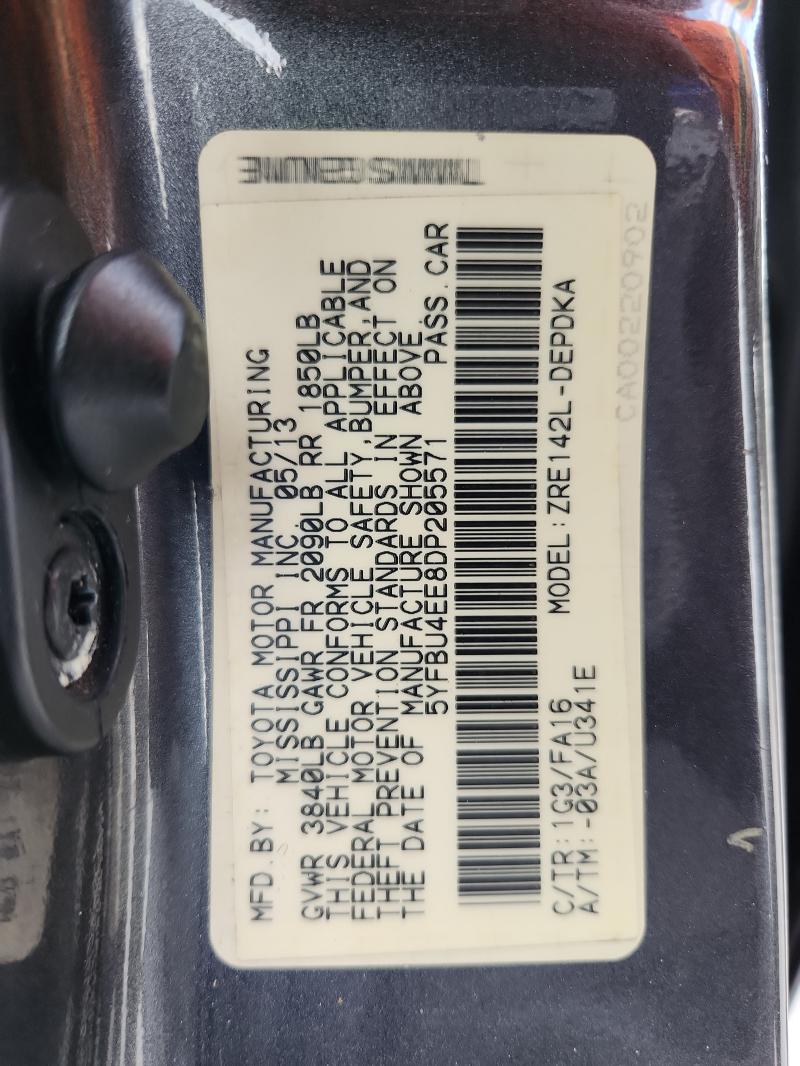 MFD.BY: TOYOTA MOTOR MANUFACTURING
MISSISSIPPI INC. 05/13
GVWR 3840LB GAWR FR 2090LB RR 1850LB
THIS VEHICLE CONFORMS TO ALL APPLICABLE
FEDERAL MOTOR VEHICLE SAFETY,BUMPER,AND
THEFT PREVENTION STANDARDS IN EFFECT ON
THE DATE OF MANUFACTURE SHOWN ABOVE.
5YFBU4EE8DP205571 PASS.CAR
MODEL:ZRE142L-DEPDKA
C/TR:1G3/FA16
A/TM:-03A/U341E
CA00220902